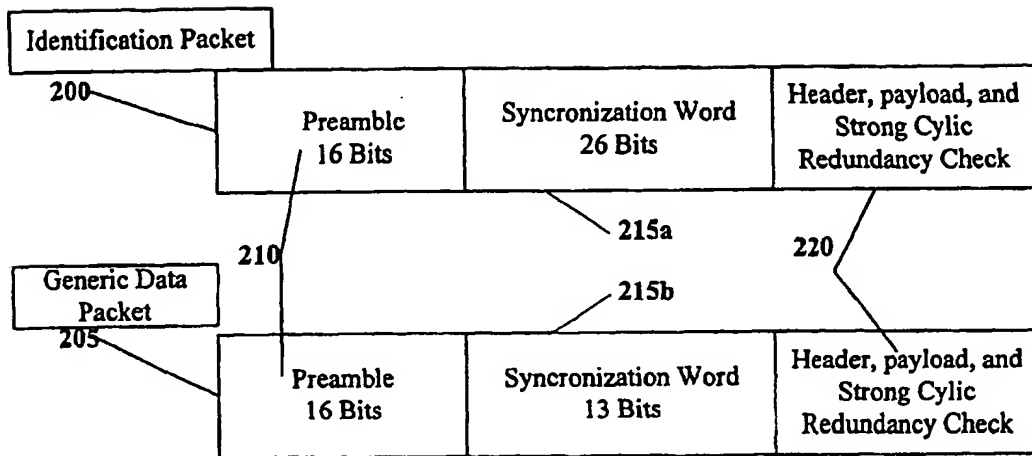 Identification Packet
200
Preamble
16 Bits
Syncronization Word
26 Bits
Header, payload, and
Strong Cylic
Redundancy Check
210
215a
220
Generic Data
Packet
215b
205
Preamble
16 Bits
Syncronization Word
13 Bits
Header, payload, and
Strong Cylic
Redundancy Check